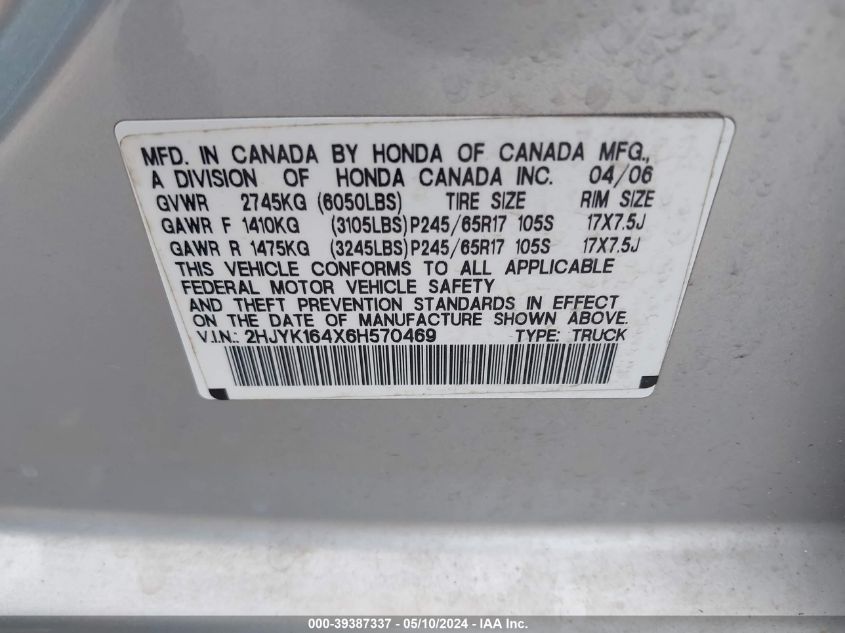 MFD. IN CANADA BY HONDA OF CANADA MFG.,
A DIVISION OF HONDA CANADA INC. 04/06
GVWR 2745KG (6050LBS) TIRE SIZE RIM SIZE
GAWR F 1410KG (3105LBS) P245/65R17 105S 17X7.5J
GAWR R 1475KG (3245LBS) P245/65R17 105S 17X7.5J
THIS VEHICLE CONFORMS TO ALL APPLICABLE
FEDERAL MOTOR VEHICLE SAFETY
AND THEFT PREVENTION STANDARDS IN EFFECT
ON THE DATE OF MANUFACTURE SHOWN ABOVE.
V.I.N.: 2HJYK164X6H570469 TYPE: TRUCK
000-39387337 - 05/10/2024 - IAA Inc.